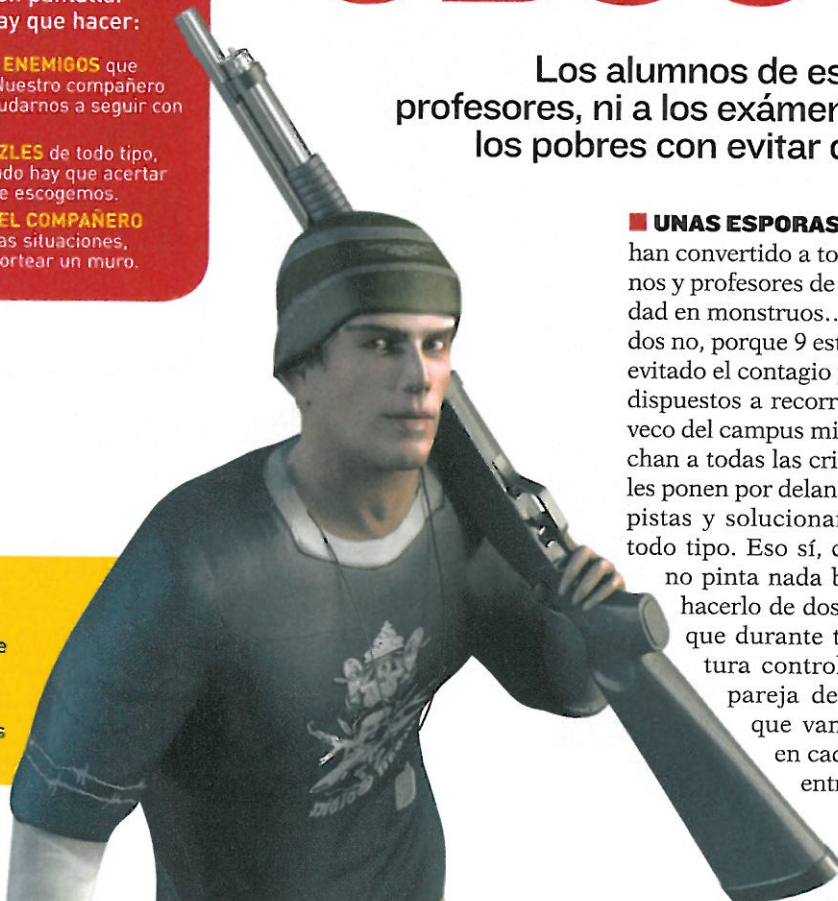 ay que hacer:
ENEMIGOS que
Nuestro compañero
udarnos a seguir con
ZLES de todo tipo,
do hay que acertar
e escogemos.
EL COMPAÑERO
as situaciones,
ortear un muro.
Los alumnos de es
profesores, ni a los exámen
los pobres con evitar c
UNAS ESPORAS
han convertido a to
nos y profesores de
dad en monstruos..
dos no, porque 9 est
evitado el contagio
dispuestos a recorr
veco del campus mi
chan a todas las cri
les ponen por delan
pistas y solucionar
todo tipo. Eso sí, c
no pinta nada b
hacerlo de dos
que durante t
tura control
pareja de
que van
en cad
entr
e
s